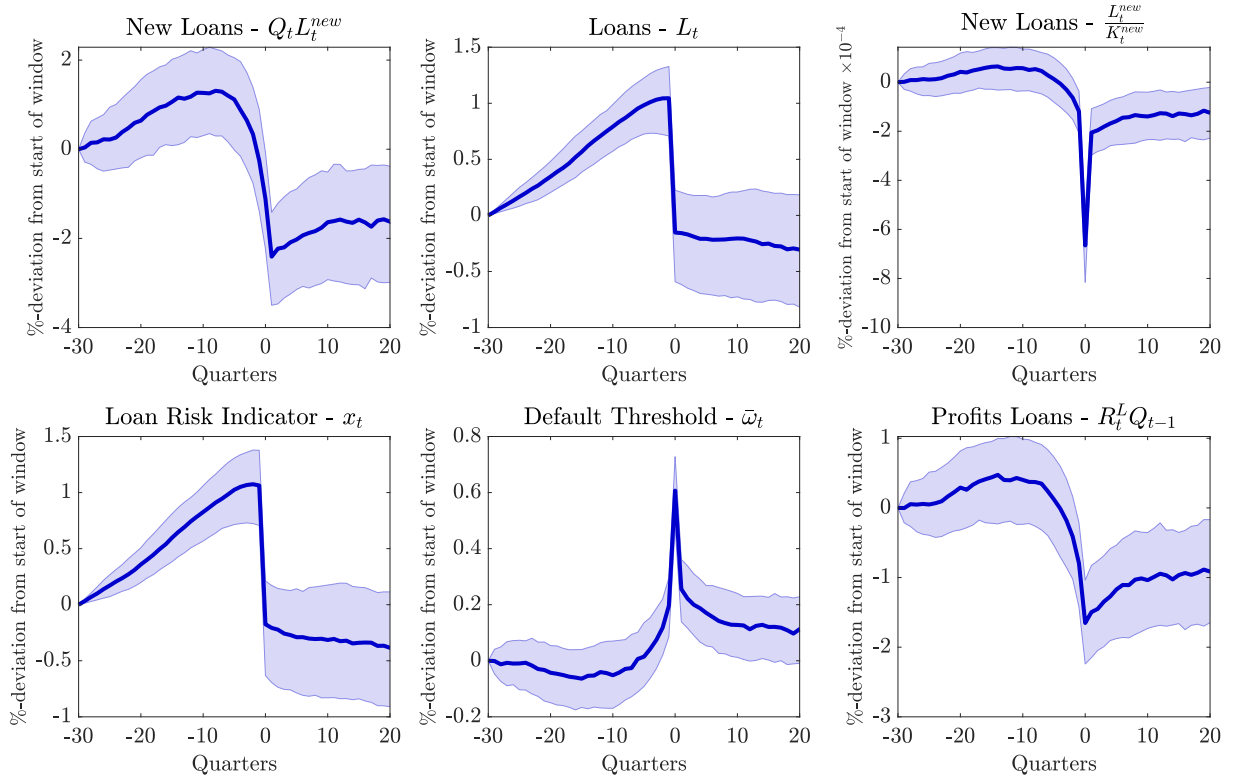 New Loans - $Q_t L_t^{new}$
%-deviation from start of window
2
0
-2
-4
-30 -20 -10 0 10 20
Quarters
Loans - $L_t$
%-deviation from start of window
1.5
1
0.5
0
-0.5
-1
-30 -20 -10 0 10 20
Quarters
New Loans - $\frac{L_t^{new}}{K_t^{new}}$
%-deviation from start of window ×10⁻⁴
0
-2
-4
-6
-8
-10
-30 -20 -10 0 10 20
Quarters
Loan Risk Indicator - $x_t$
%-deviation from start of window
1.5
1
0.5
0
-0.5
-1
-30 -20 -10 0 10 20
Quarters
Default Threshold - $\bar{\omega}_t$
%-deviation from start of window
0.8
0.6
0.4
0.2
0
-0.2
-30 -20 -10 0 10 20
Quarters
Profits Loans - $R_t^L Q_{t-1}$
%-deviation from start of window
1
0
-1
-2
-3
-30 -20 -10 0 10 20
Quarters